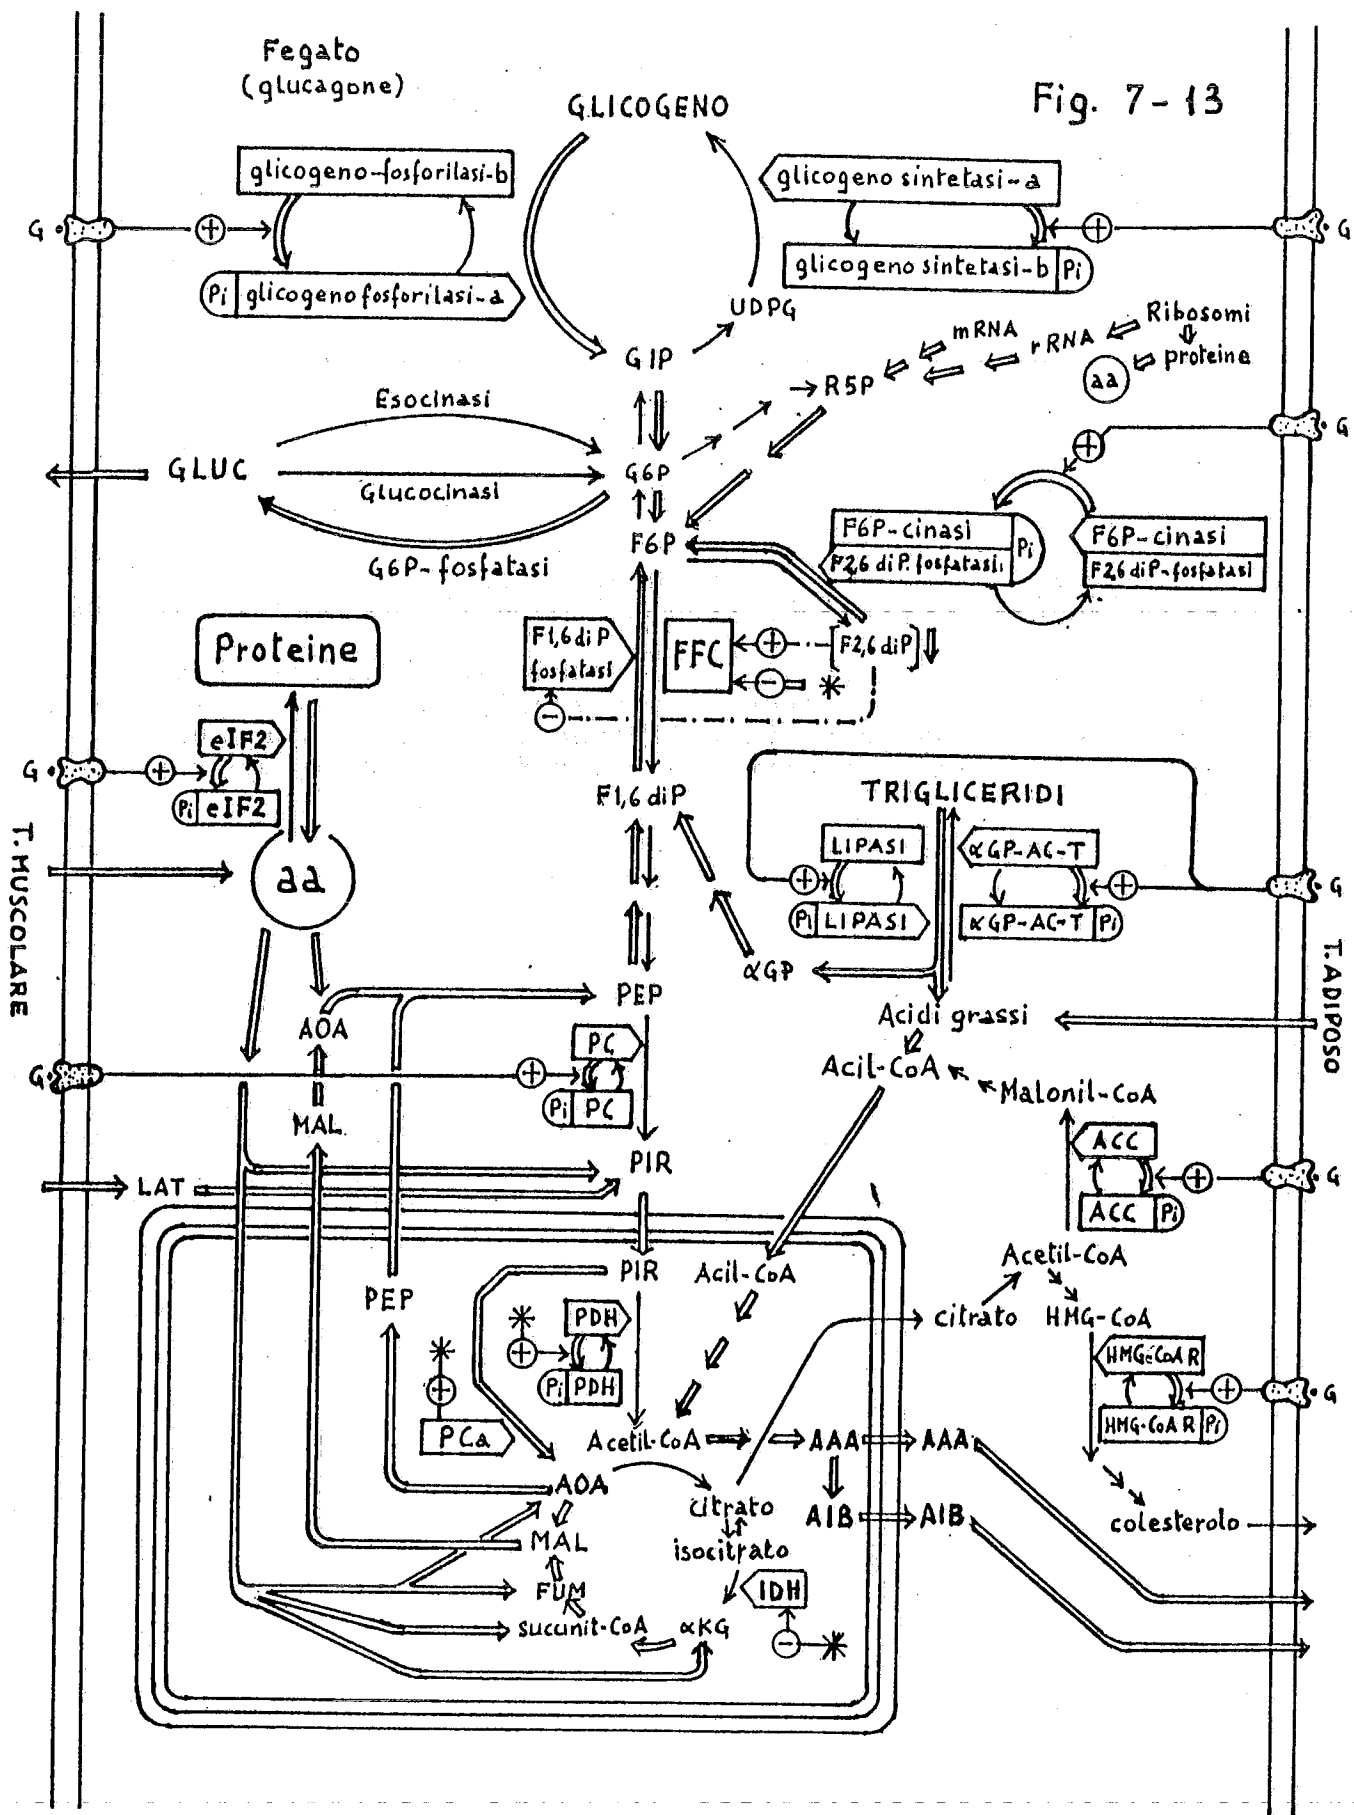 Fegato
(glucagone)
Fig. 7-13
GLICOGENO
glicogeno-fosforilasi-b
glicogeno sintetasi-a
G
+
+
G
Pi glicogeno fosforilasi-a
glicogeno sintetasi-b Pi
UDPG
Ribosomi
mRNA
rRNA
proteine
G1P
aa
R5P
Esocinasi
G
+
GLUC
G6P
Glucocinasi
F6P-cinasi
F2,6 diP. fosfatasi
Pi
F6P-cinasi
F2,6 diP-fosfatasi
F6P
G6P-fosfatasi
Proteine
F1,6 diP
fosfatasi
FFC
+
[F2,6 diP]
-
*
-
eIF2
G
+
Pi eIF2
F1,6 diP
TRIGLICERIDI
LIPASI
αGP-AC-T
T. MUSCOLARE
aa
+
+
G
Pi LIPASI
αGP-AC-T Pi
αGP
T. ADIPOSO
PEP
Acidi grassi
AOA
PC
G
+
Pi PC
Acil-CoA
Malonil-CoA
MAL
ACC
PIR
+
G
LAT
ACC Pi
Acetil-CoA
PIR
Acil-CoA
PEP
*
PDH
citrato
HMG-CoA
*
+
HMG-CoA R
+
Pi PDH
+
G
PCa
HMG-CoA R Pi
Acetil-CoA
AAA
AAA
AOA
citrato
AIB
AIB
colesterolo
MAL
isocitrato
FUM
IDH
succinil-CoA
αKG
-
*